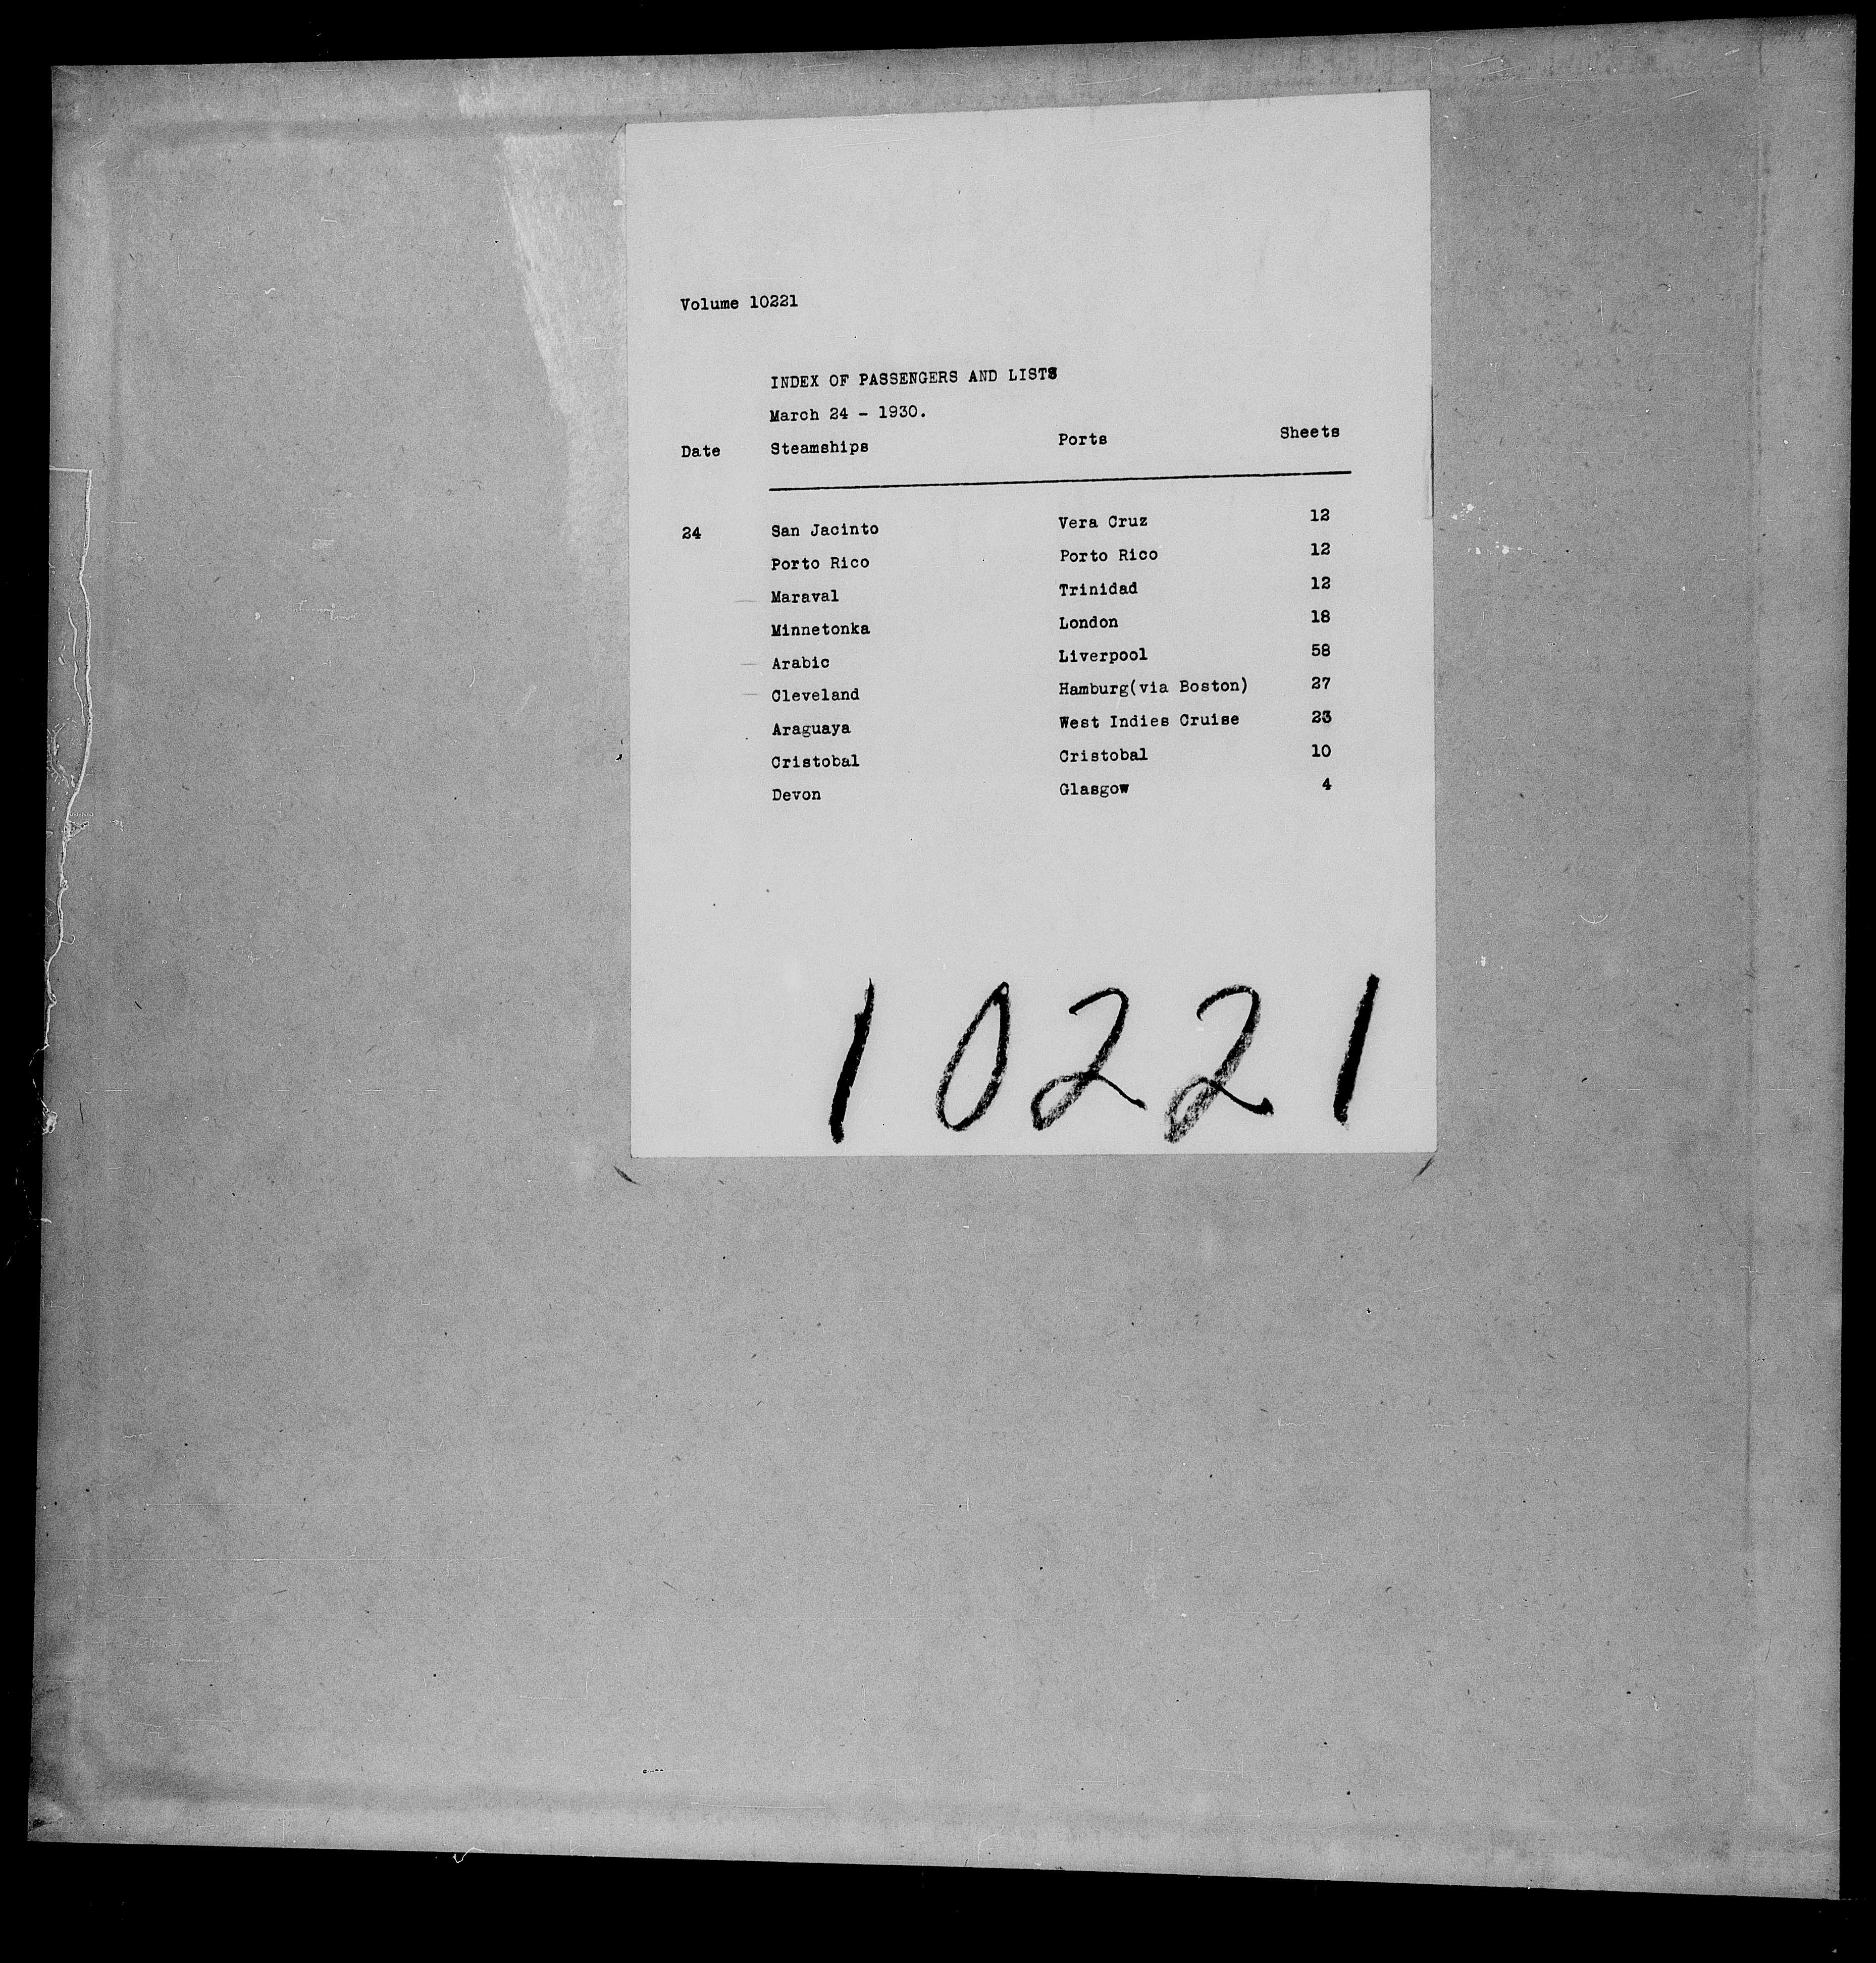 Volume 10221
INDEX OF PASSENGERS AND LISTS
March 24 - 1930.
Date Steamships Ports Sheets
24 San Jacinto Vera Cruz 12
Porto Rico Porto Rico 12
Maraval Trinidad 12
Minnetonka London 18
Arabic Liverpool 58
Cleveland Hamburg(via Boston) 27
Araguaya West Indies Cruise 23
Cristobal Cristobal 10
Devon Glasgow 4
10221